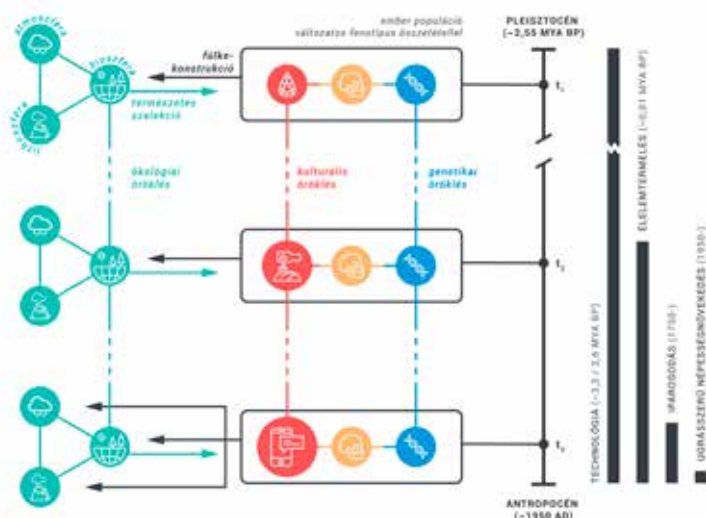 atmoszféra
bioszféra
litoszféra
fülke-
konstrukció
természetes
szelekció
ember populáció
változatos fenotípus összetétellel
PLEISZTOCÉN
(~2,55 MYA BP)
t₁
ökológiai
öröklés
kulturális
öröklés
genetikai
öröklés
t₂
TECHNOLÓGIA (~3,3 / 2,6 MYA BP)
ÉLELEMTERMELÉS (~0,01 MYA BP)
IPAROSODÁS (1750-)
UGRÁSSZERŰ NÉPESSÉGNÖVEKEDÉS (1950-)
ANTROPOCÉN
(~1950 AD)